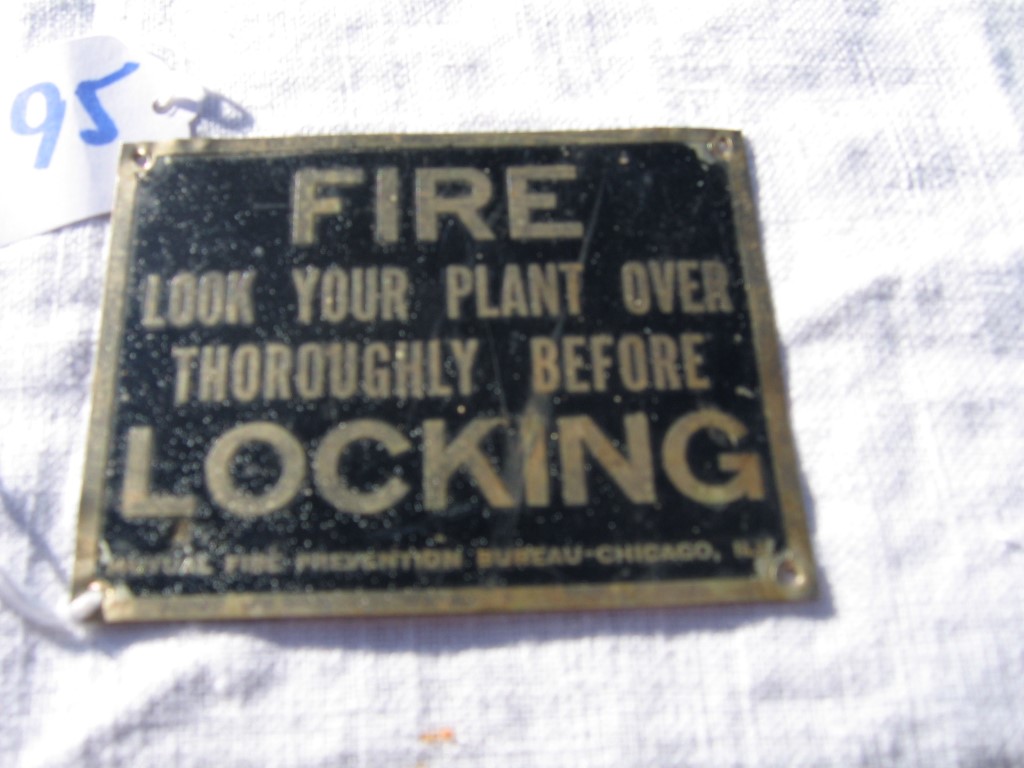 95
FIRE
LOOK YOUR PLANT OVER
THOROUGHLY BEFORE
LOCKING
MUTUAL FIRE PREVENTION BUREAU-CHICAGO,